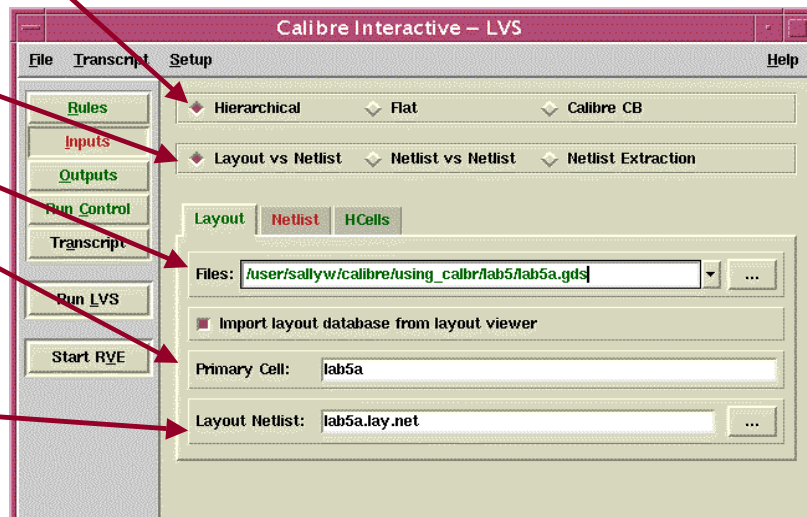 Calibre Interactive – LVS
File Transcript Setup Help
Rules
Inputs
Outputs
Run Control
Transcript
Run LVS
Start RVE
Hierarchical Flat Calibre CB
Layout vs Netlist Netlist vs Netlist Netlist Extraction
Layout Netlist HCells
Files: /user/sallyw/calibre/using_calbr/lab5/lab5a.gds ...
Import layout database from layout viewer
Primary Cell: lab5a
Layout Netlist: lab5a.lay.net ...